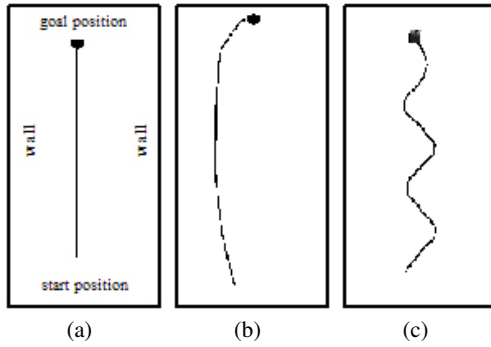 goal position
wall
wall
start position
(a)
(b)
(c)